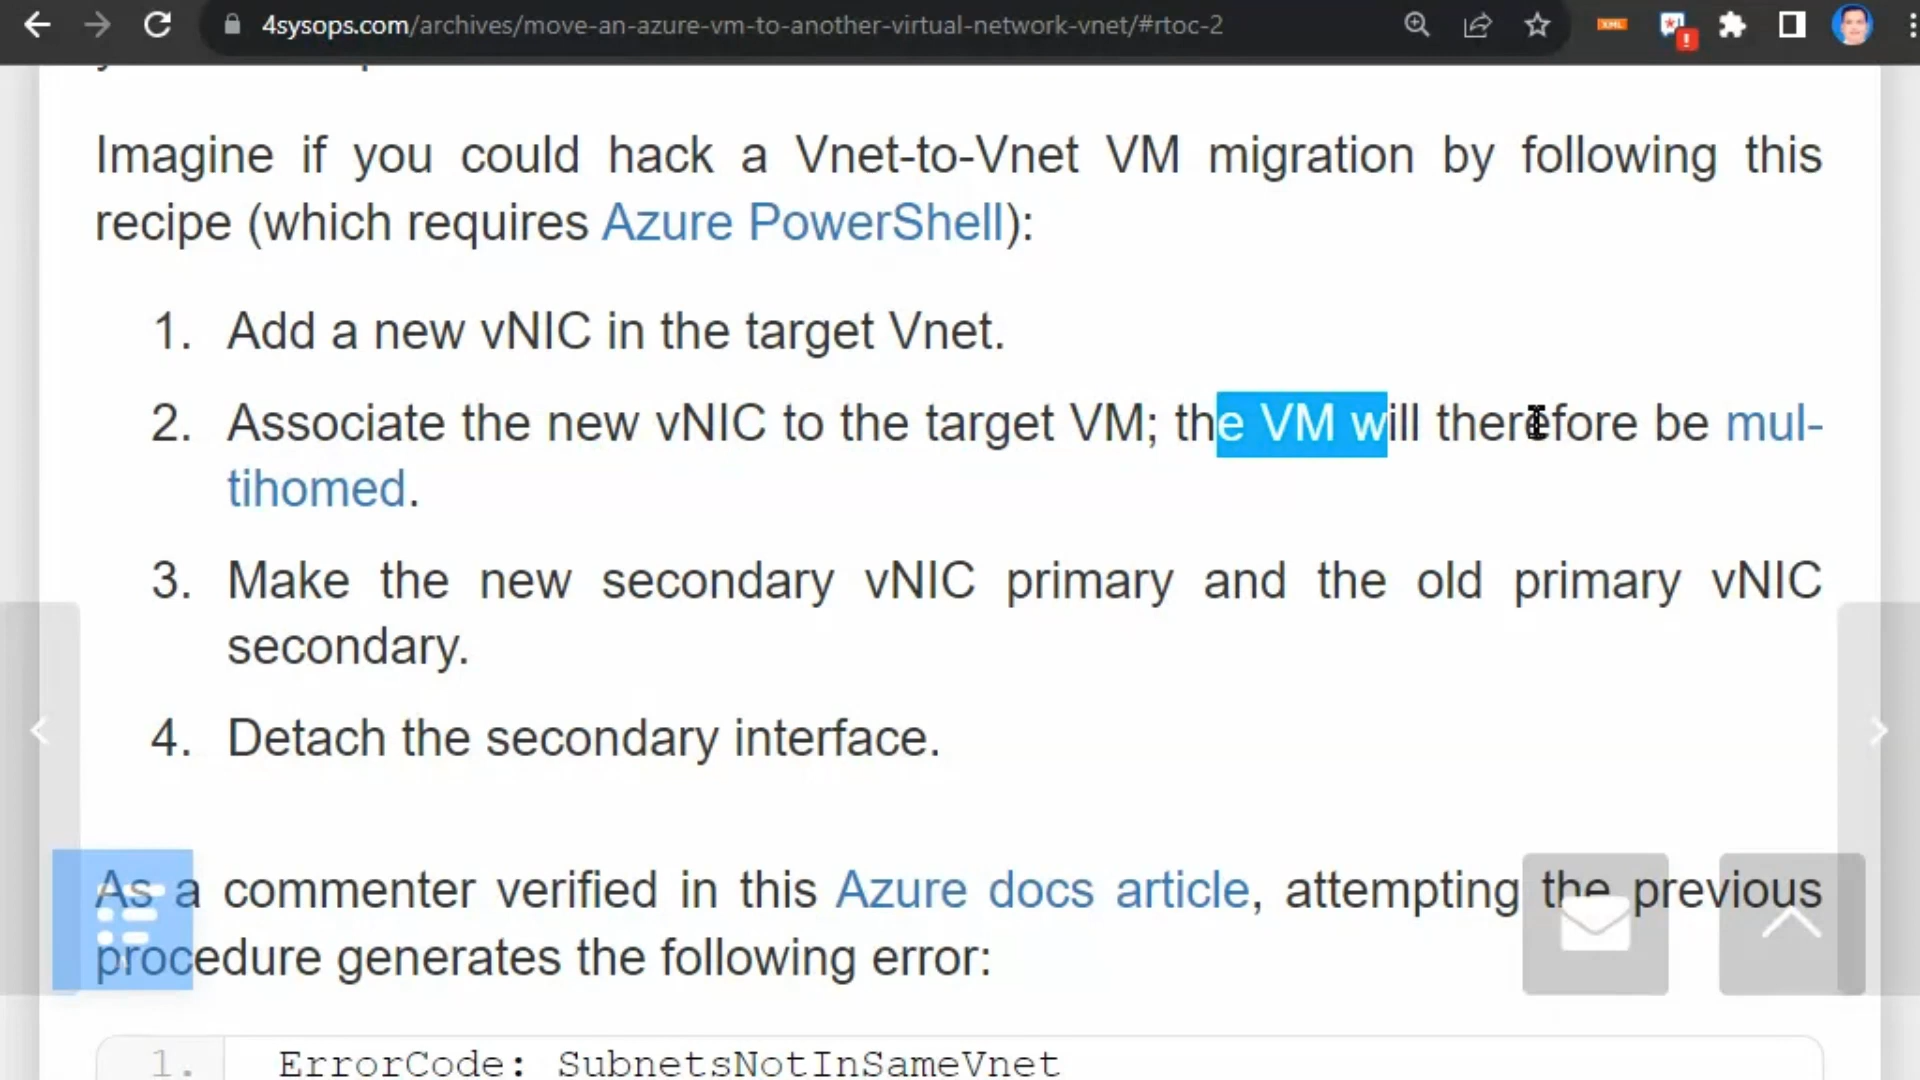 4sysops.com/archives/move-an-azure-vm-to-another-virtual-network-vnet/#rtoc-2
XML
Imagine if you could hack a Vnet-to-Vnet VM migration by following this
recipe (which requires Azure PowerShell):
1. Add a new vNIC in the target Vnet.
2. Associate the new vNIC to the target VM; the VM will therefore be mul-
tihomed.
3. Make the new secondary vNIC primary and the old primary vNIC
secondary.
4. Detach the secondary interface.
As a commenter verified in this Azure docs article, attempting the previous
procedure generates the following error:
1. ErrorCode: SubnetsNotInSameVnet